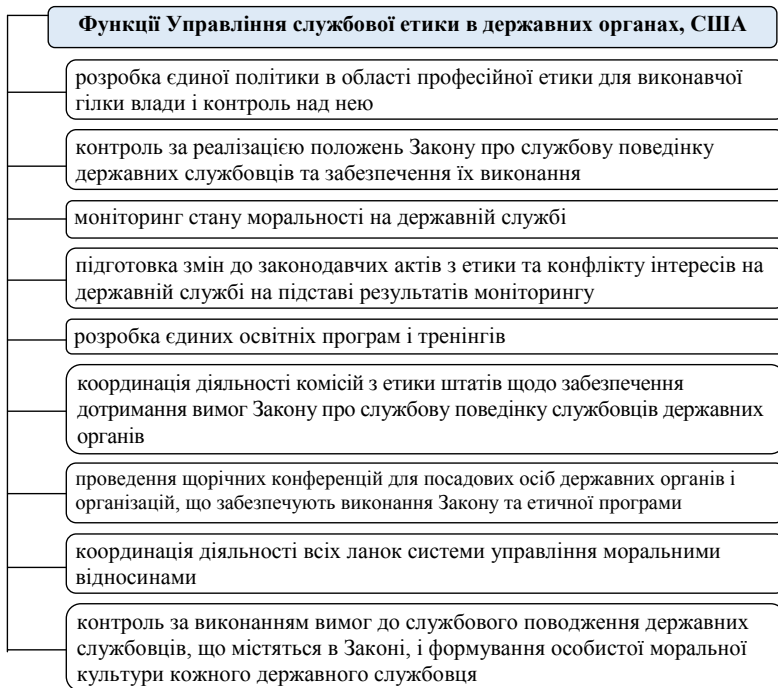 Функції Управління службової етики в державних органах, США
розробка єдиної політики в області професійної етики для виконавчої
гілки влади і контроль над нею
контроль за реалізацією положень Закону про службову поведінку
державних службовців та забезпечення їх виконання
моніторинг стану моральності на державній службі
підготовка змін до законодавчих актів з етики та конфлікту інтересів на
державній службі на підставі результатів моніторингу
розробка єдиних освітніх програм і тренінгів
координація діяльності комісій з етики штатів щодо забезпечення
дотримання вимог Закону про службову поведінку службовців державних
органів
проведення щорічних конференцій для посадових осіб державних органів і
організацій, що забезпечують виконання Закону та етичної програми
координація діяльності всіх ланок системи управління моральними
відносинами
контроль за виконанням вимог до службового поводження державних
службовців, що містяться в Законі, і формування особистої моральної
культури кожного державного службовця